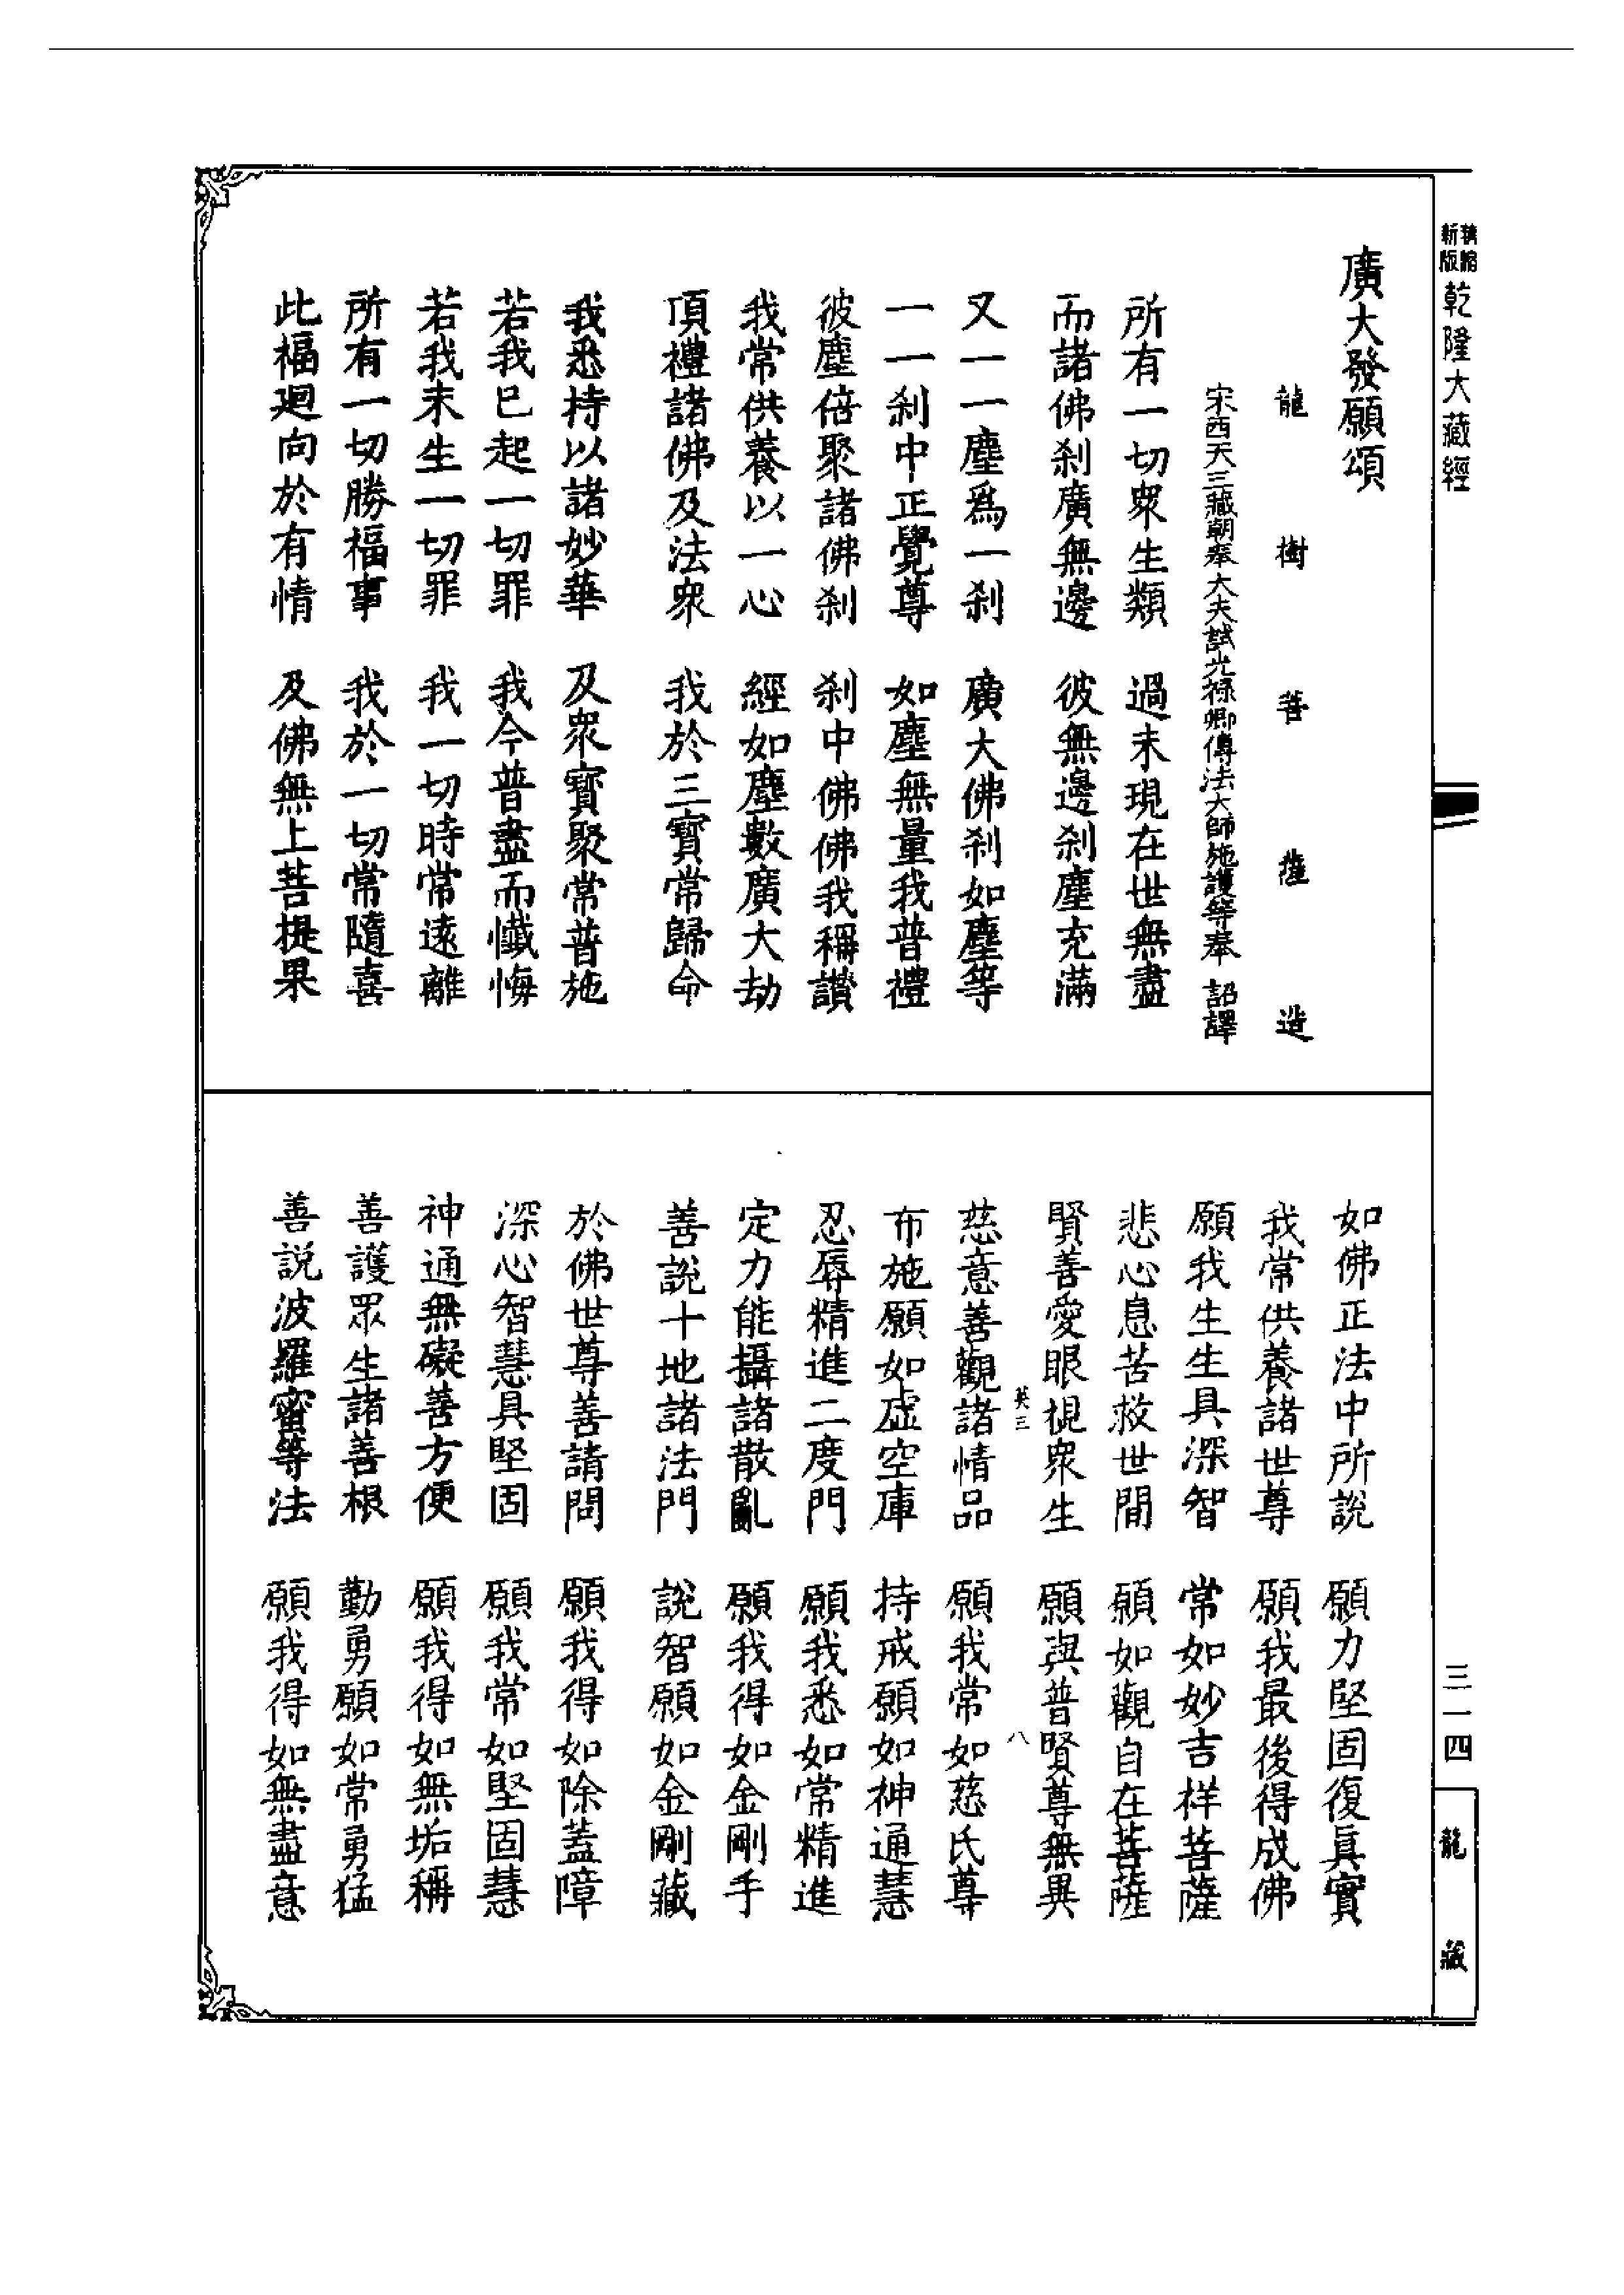 精縮
新版
乾隆大藏經
廣大發願頌
龍樹菩薩造
宋西天三藏朝奉大夫試光祿卿傳法大師施護等奉 詔譯
所有一切衆生類 過未現在世無盡
而諸佛刹廣無邊 彼無邊刹塵充滿
又一一塵爲一刹 廣大佛刹如塵等
一一刹中正覺尊 如塵無量我普禮
彼塵倍聚諸佛刹 刹中佛佛我稱讚
我常供養以一心 經如塵數廣大劫
頂禮諸佛及法衆 我於三寶常歸命
我悉持以諸妙華 及眾寶聚常普施
若我已起一切罪 我今普盡而懺悔
若我未生一切罪 我一切時常遠離
所有一切勝福事 我於一切常隨喜
此福廻向於有情 及佛無上菩提果
如佛正法中所說 願力堅固復眞實
我常供養諸世尊 願我最後得成佛
願我生生具深智 常如妙吉祥菩薩
悲心息苦救世間 願如觀自在菩薩
賢善愛眼視衆生 願與普賢尊無異
英三 八
慈意善觀諸情品 願我常如慈氏尊
布施願如虛空庫 持戒願如神通慧
忍辱精進二度門 願我悉如常精進
定力能攝諸散亂 願我得如金剛手
善說十地諸法門 說智願如金剛藏
於佛世尊善請問 願我得如除蓋障
深心智慧具堅固 願我常如堅固慧
神通無礙善方便 願我得如無垢稱
善護眾生諸善根 勤勇願如常勇猛
善説波羅蜜等法 願我得如無盡意
三一四
龍藏